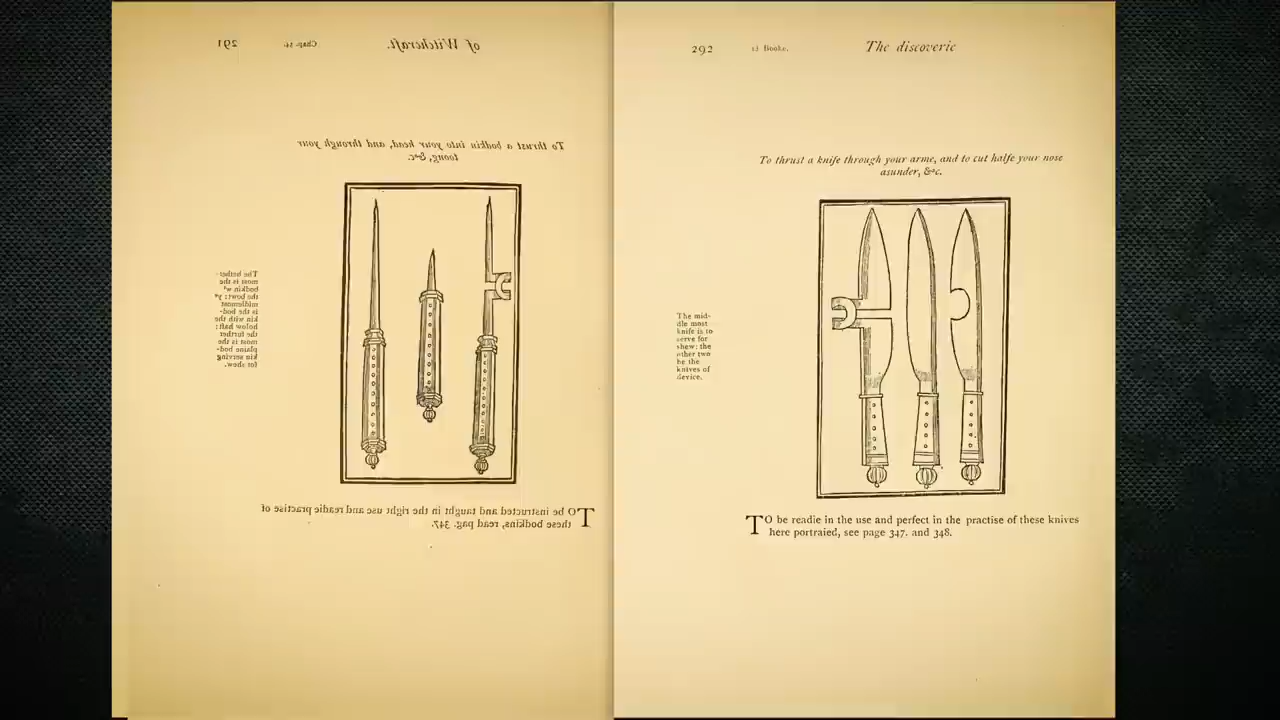 of Witchcraft. Chap. 34. 291
To thrust a bodkin into your head, and through your
toong, &c.
The hether-
most is the
bodkin wᵗ
the bowt: yᵉ
midlemost
is the bod-
kin with the
holow haft:
the further
most is the
plaine bod-
kin serving
for show.
TO be instructed and taught in the right use and readie practise of
these bodkins, read pag. 347.
292 13 Booke. The discoverie
To thrust a knife through your arme, and to cut halfe your nose
asunder, &c.
The mid-
dle most
knife is to
serve for
shew: the
other two
be the
knives of
device.
TO be readie in the use and perfect in the practise of these knives
here portraied, see page 347. and 348.